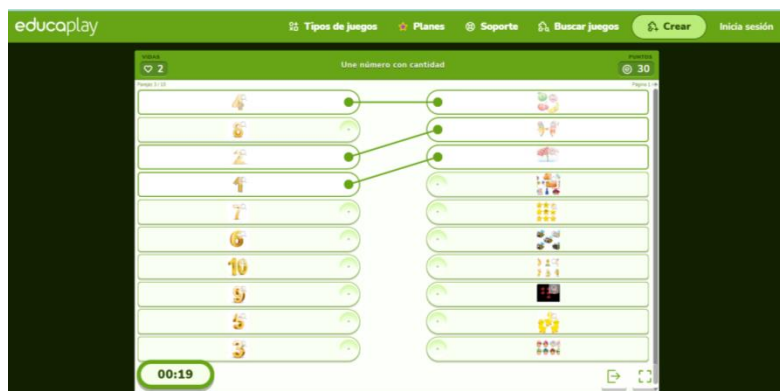 educaplay
Tipos de juegos
Planes
Soporte
Buscar juegos
Crear
Inicia sesión
VIDAS
2
Une número con cantidad
PUNTOS
30
4
2
1
7
6
10
9
5
3
00:19